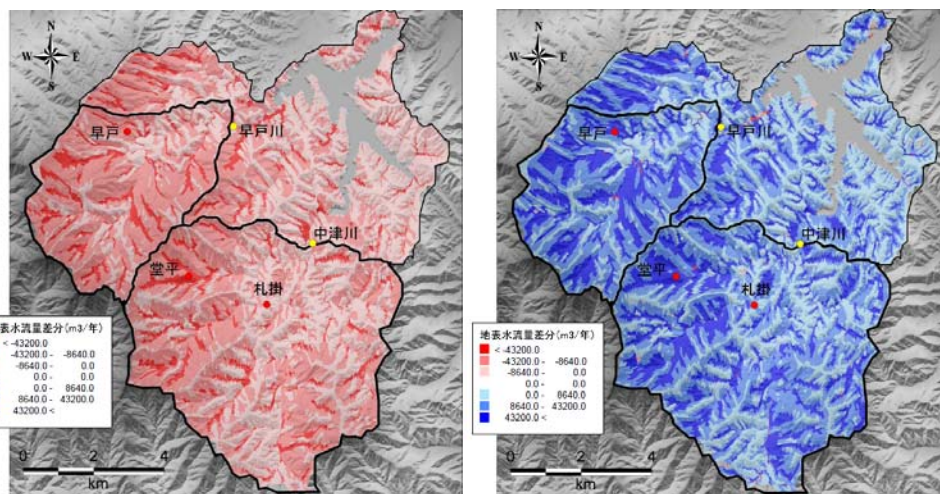 N
W E
S
早戸
早戸川
中津川
堂平
札掛
表水流量差分(m3/年)
< -43200.0
-43200.0 - -8640.0
-8640.0 - 0.0
0.0 - 0.0
0.0 - 8640.0
8640.0 - 43200.0
43200.0 <
0 2 4
km
N
W E
S
早戸
早戸川
中津川
堂平
札掛
地表水流量差分(m3/年)
< -43200.0
-43200.0 - -8640.0
-8640.0 - 0.0
0.0 - 0.0
0.0 - 8640.0
8640.0 - 43200.0
43200.0 <
0 2 4
km